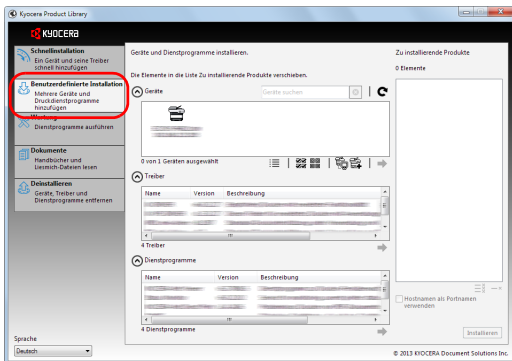 Kyocera Product Library
KYOCERA
Schnellinstallation
Ein Gerät und seine Treiber
schnell hinzufügen
Benutzerdefinierte Installation
Mehrere Geräte und
Druckdienstprogramme
hinzufügen
Wartung
Dienstprogramme ausführen
Dokumente
Handbücher und
Liesmich-Dateien lesen
Deinstallieren
Geräte, Treiber und
Dienstprogramme entfernen
Sprache
Deutsch
Geräte und Dienstprogramme installieren.
Die Elemente in die Liste Zu installierende Produkte verschieben.
Geräte
Geräte suchen
0 von 1 Geräten ausgewählt
Treiber
Name Version Beschreibung
4 Treiber
Dienstprogramme
Name Version Beschreibung
4 Dienstprogramme
Zu installierende Produkte
0 Elemente
Hostnamen als Portnamen
verwenden
Installieren
© 2013 KYOCERA Document Solutions Inc.